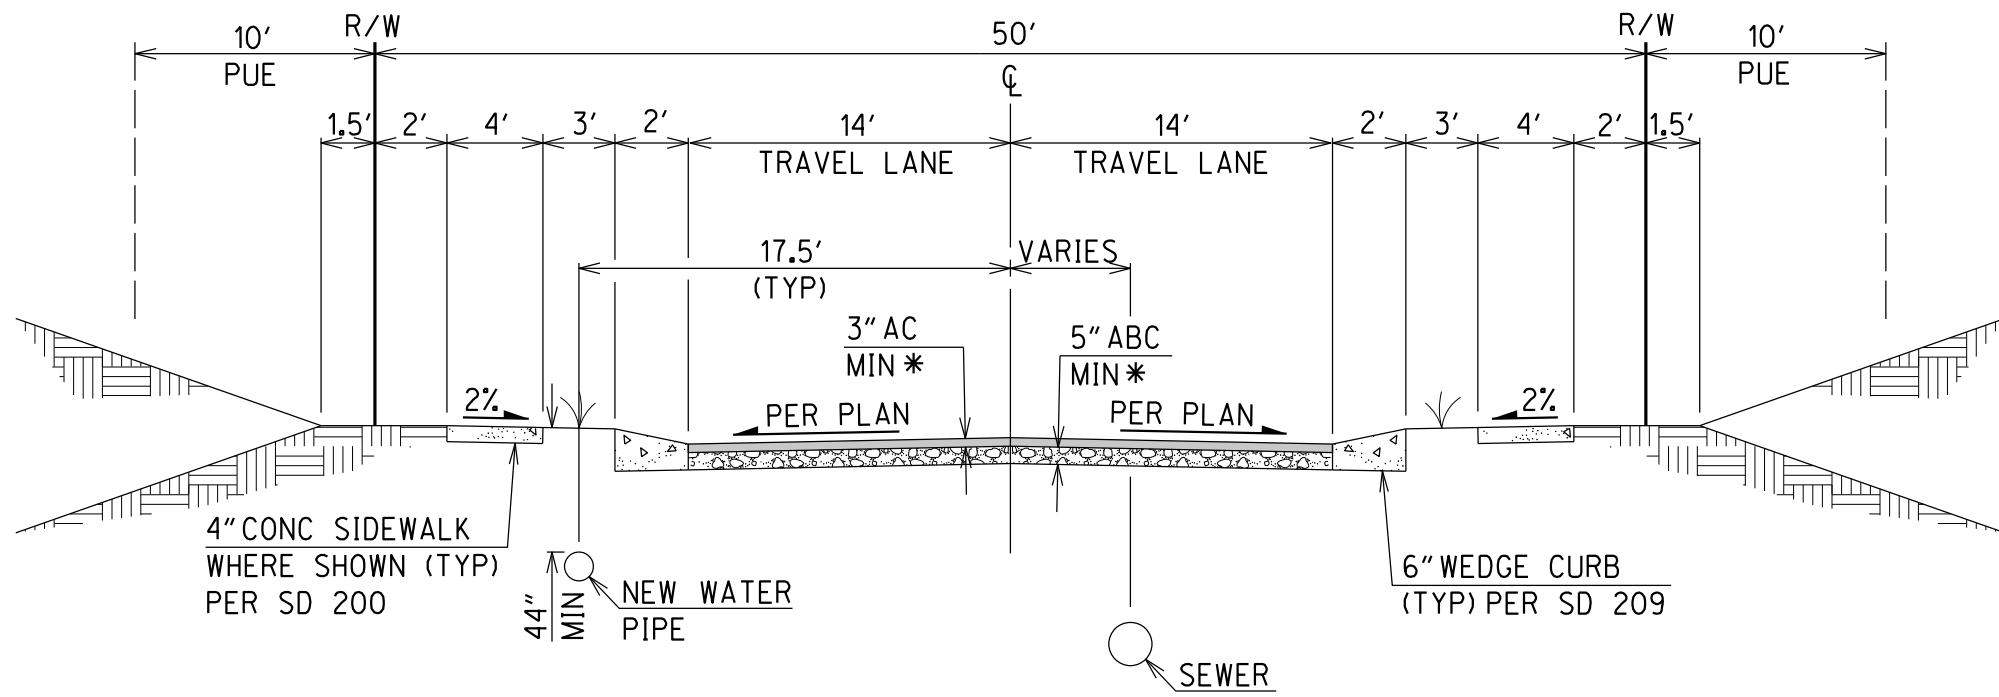 10'
PUE
R/W
50'
R/W
10'
PUE
℄
1.5'
2'
4'
3'
2'
14'
TRAVEL LANE
14'
TRAVEL LANE
2'
3'
4'
2'
1.5'
17.5'
(TYP)
VARIES
3" AC
MIN *
5" ABC
MIN *
2%
PER PLAN
PER PLAN
2%
4" CONC SIDEWALK
WHERE SHOWN (TYP)
PER SD 200
44"
MIN
NEW WATER
PIPE
6" WEDGE CURB
(TYP) PER SD 209
SEWER